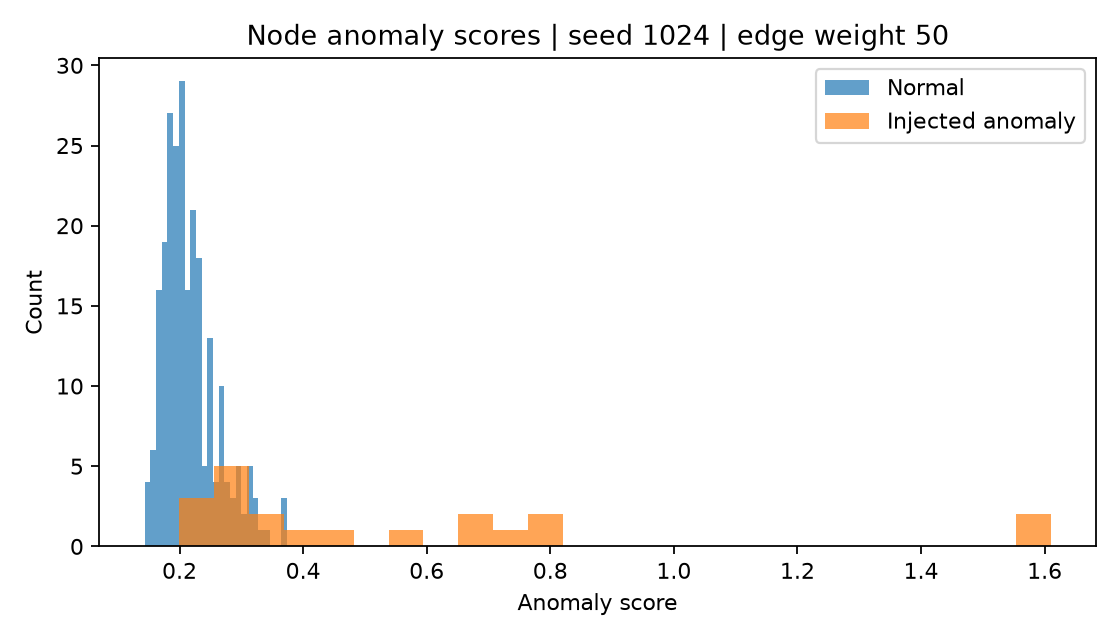 Node anomaly scores | seed 1024 | edge weight 50
Normal
Injected anomaly
Count
30
25
20
15
10
5
0
0.2 0.4 0.6 0.8 1.0 1.2 1.4 1.6
Anomaly score